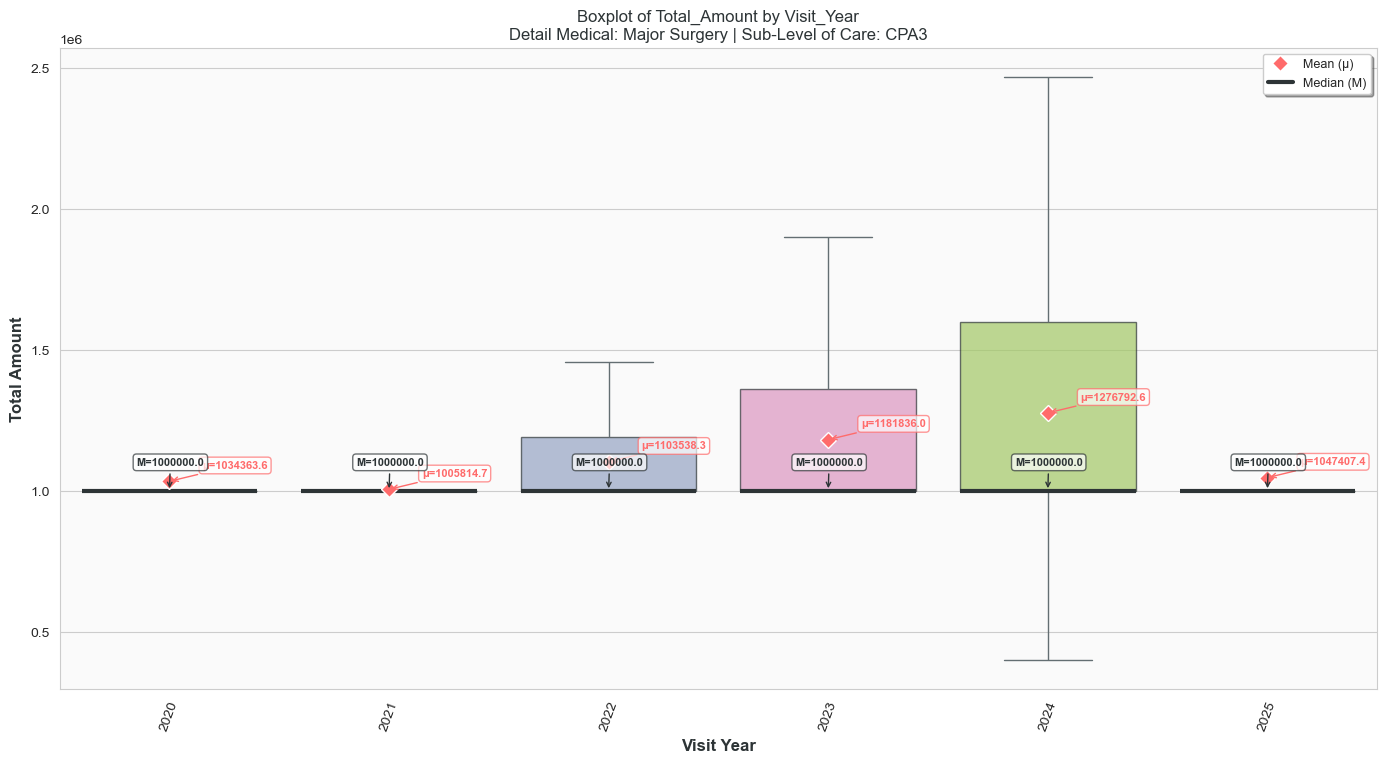 Boxplot of Total_Amount by Visit_Year
Detail Medical: Major Surgery | Sub-Level of Care: CPA3
1e6
Mean (μ)
Median (M)
2.5
2.0
1.5
1.0
0.5
Total Amount
M=1000000.0
μ=1034363.6
M=1000000.0
μ=1005814.7
M=1000000.0
μ=1103538.3
M=1000000.0
μ=1181836.0
M=1000000.0
μ=1276792.6
M=1000000.0
=1047407.4
2020
2021
2022
2023
2024
2025
Visit Year